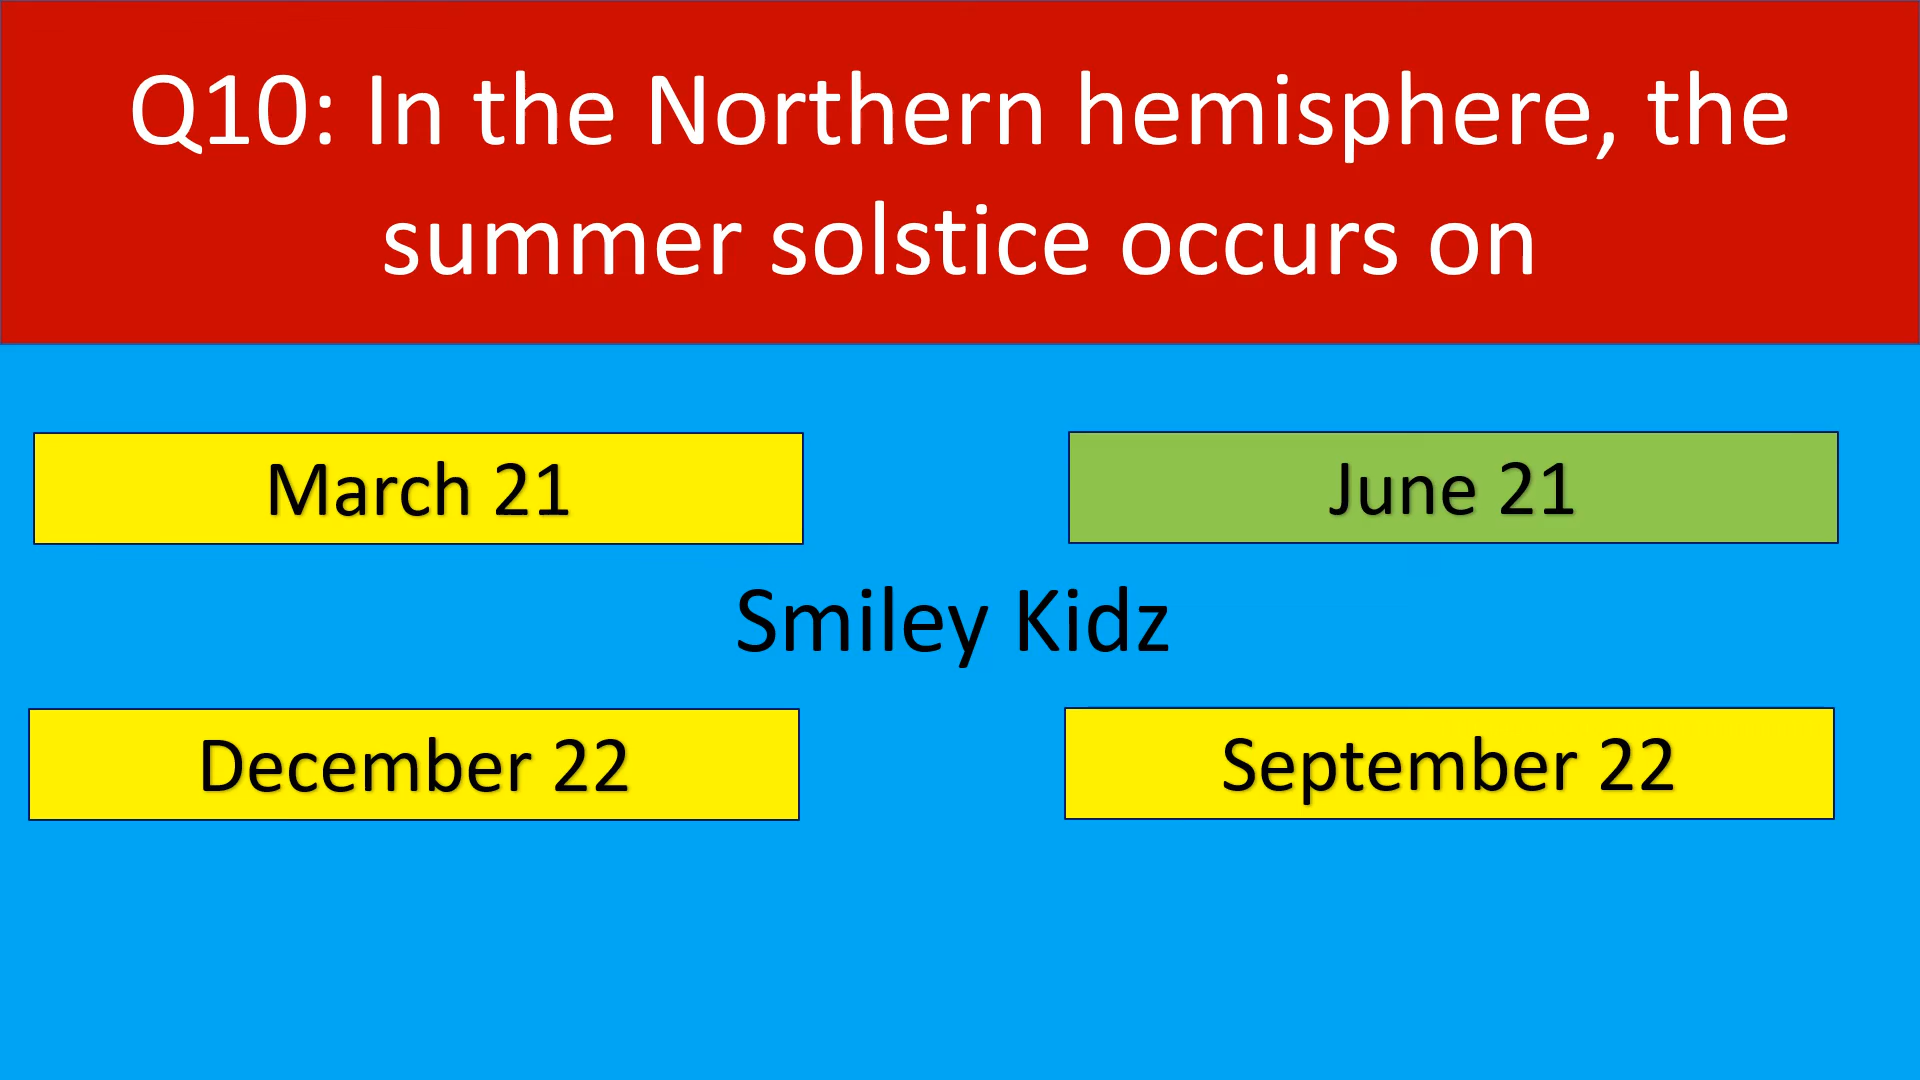 Q10: In the Northern hemisphere, the
summer solstice occurs on
March 21
June 21
Smiley Kidz
December 22
September 22